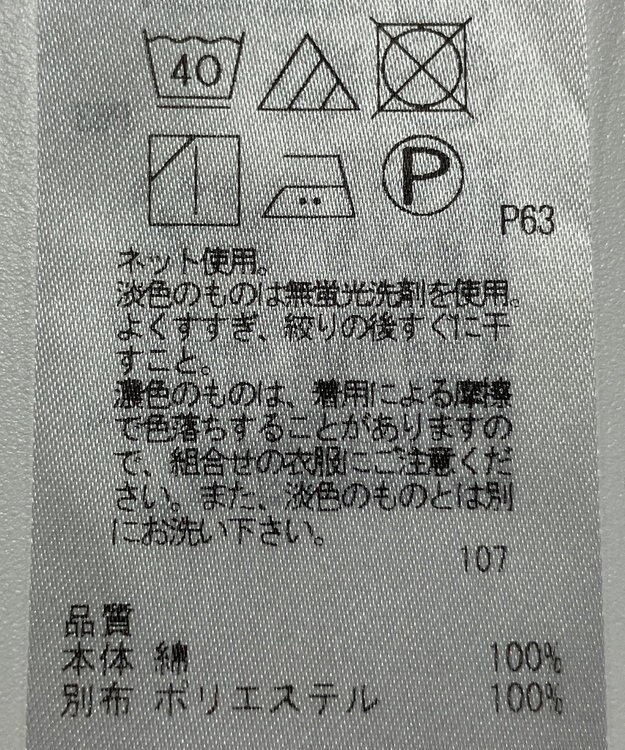 40
P
P63
ネット使用。
淡色のものは無蛍光洗剤を使用。
よくすすぎ、絞りの後すぐに干
すこと。
濃色のものは、着用による摩擦
で色落ちすることがありますの
で、組合せの衣服にご注意くだ
さい。また、淡色のものとは別
にお洗い下さい。
107
品質
本体 綿 100%
別布 ポリエステル 100%